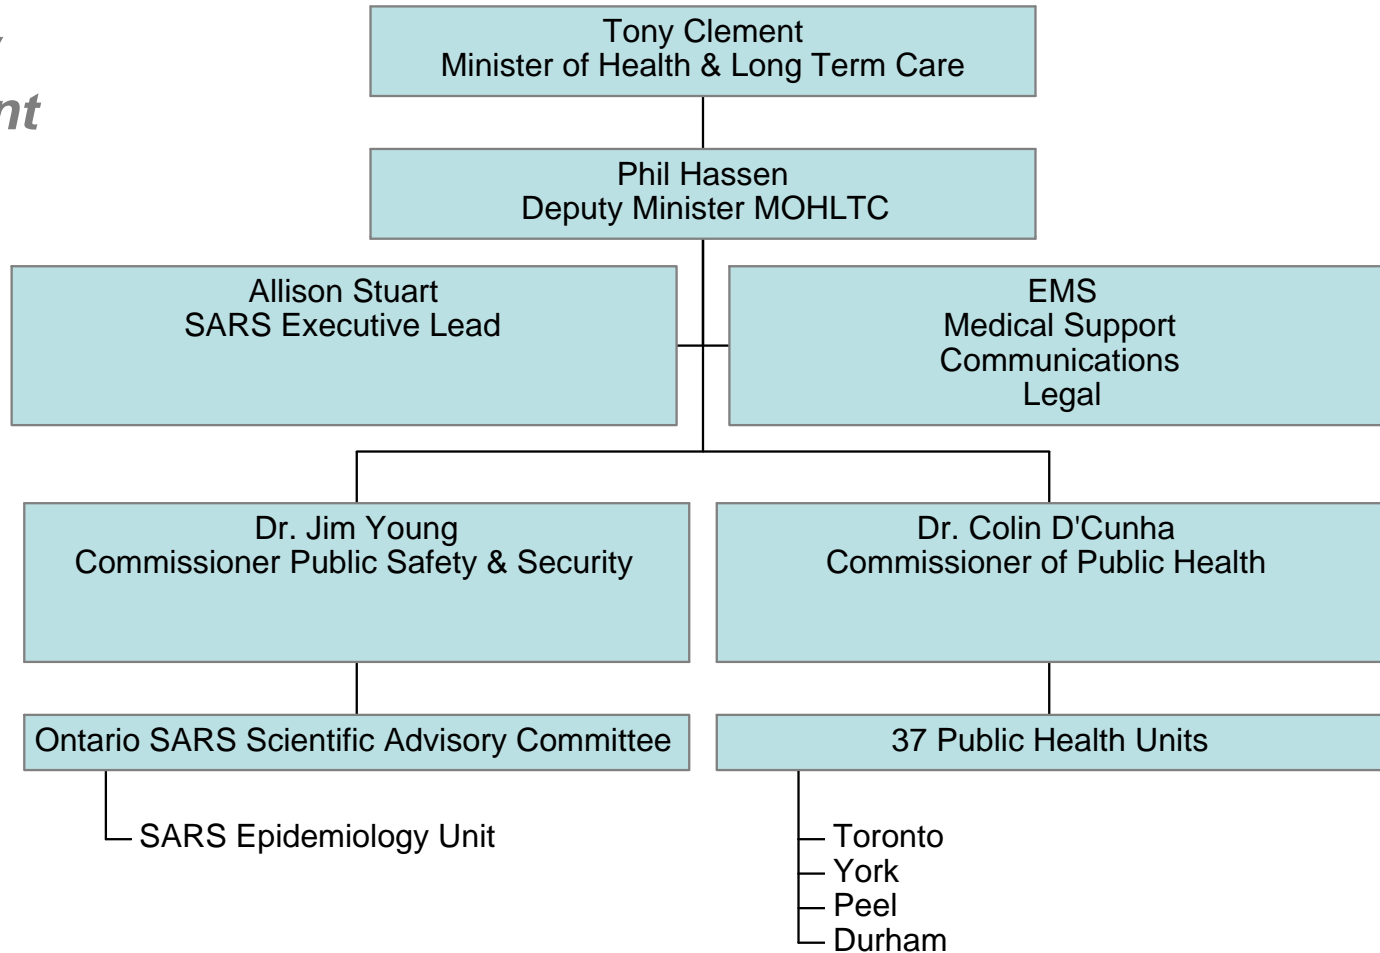 Tony Clement
Minister of Health & Long Term Care
Phil Hassen
Deputy Minister MOHLTC
Allison Stuart
SARS Executive Lead
EMS
Medical Support
Communications
Legal
Dr. Jim Young
Commissioner Public Safety & Security
Dr. Colin D'Cunha
Commissioner of Public Health
Ontario SARS Scientific Advisory Committee
37 Public Health Units
SARS Epidemiology Unit
Toronto
York
Peel
Durham